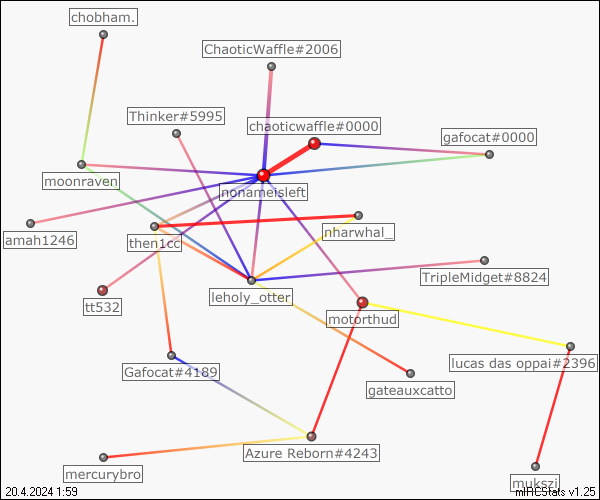 chobham.
ChaoticWaffle#2006
Thinker#5995
chaoticwaffle#0000
gafocat#0000
moonraven
nonameisleft
amah1246
then1cc
nharwhal_
TripleMidget#8824
tt532
leholy_otter
motorthud
lucas das oppai#2396
Gafocat#4189
gateauxcatto
Azure Reborn#4243
mercurybro
mukszi
20.4.2024 1:59
mIRCStats v1.25